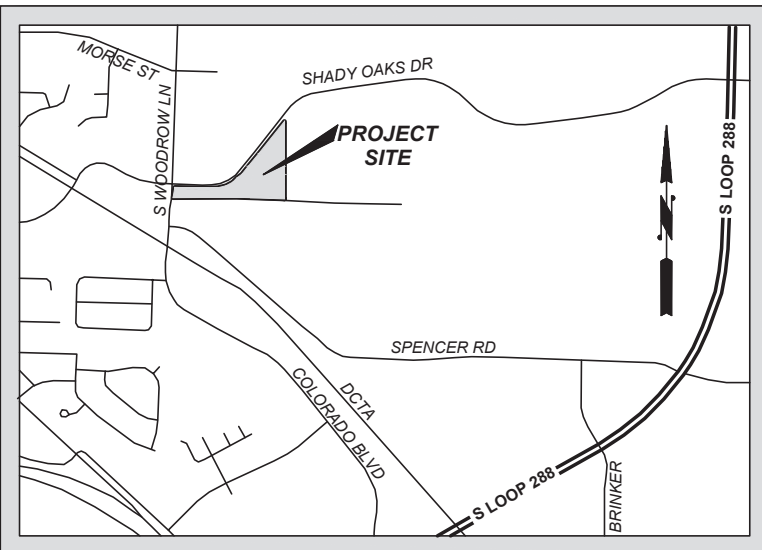 MORSE ST
SHADY OAKS DR
S WOODROW LN
PROJECT
SITE
S LOOP 288
N
SPENCER RD
DCTA
COLORADO BLVD
S LOOP 288
BRINKER